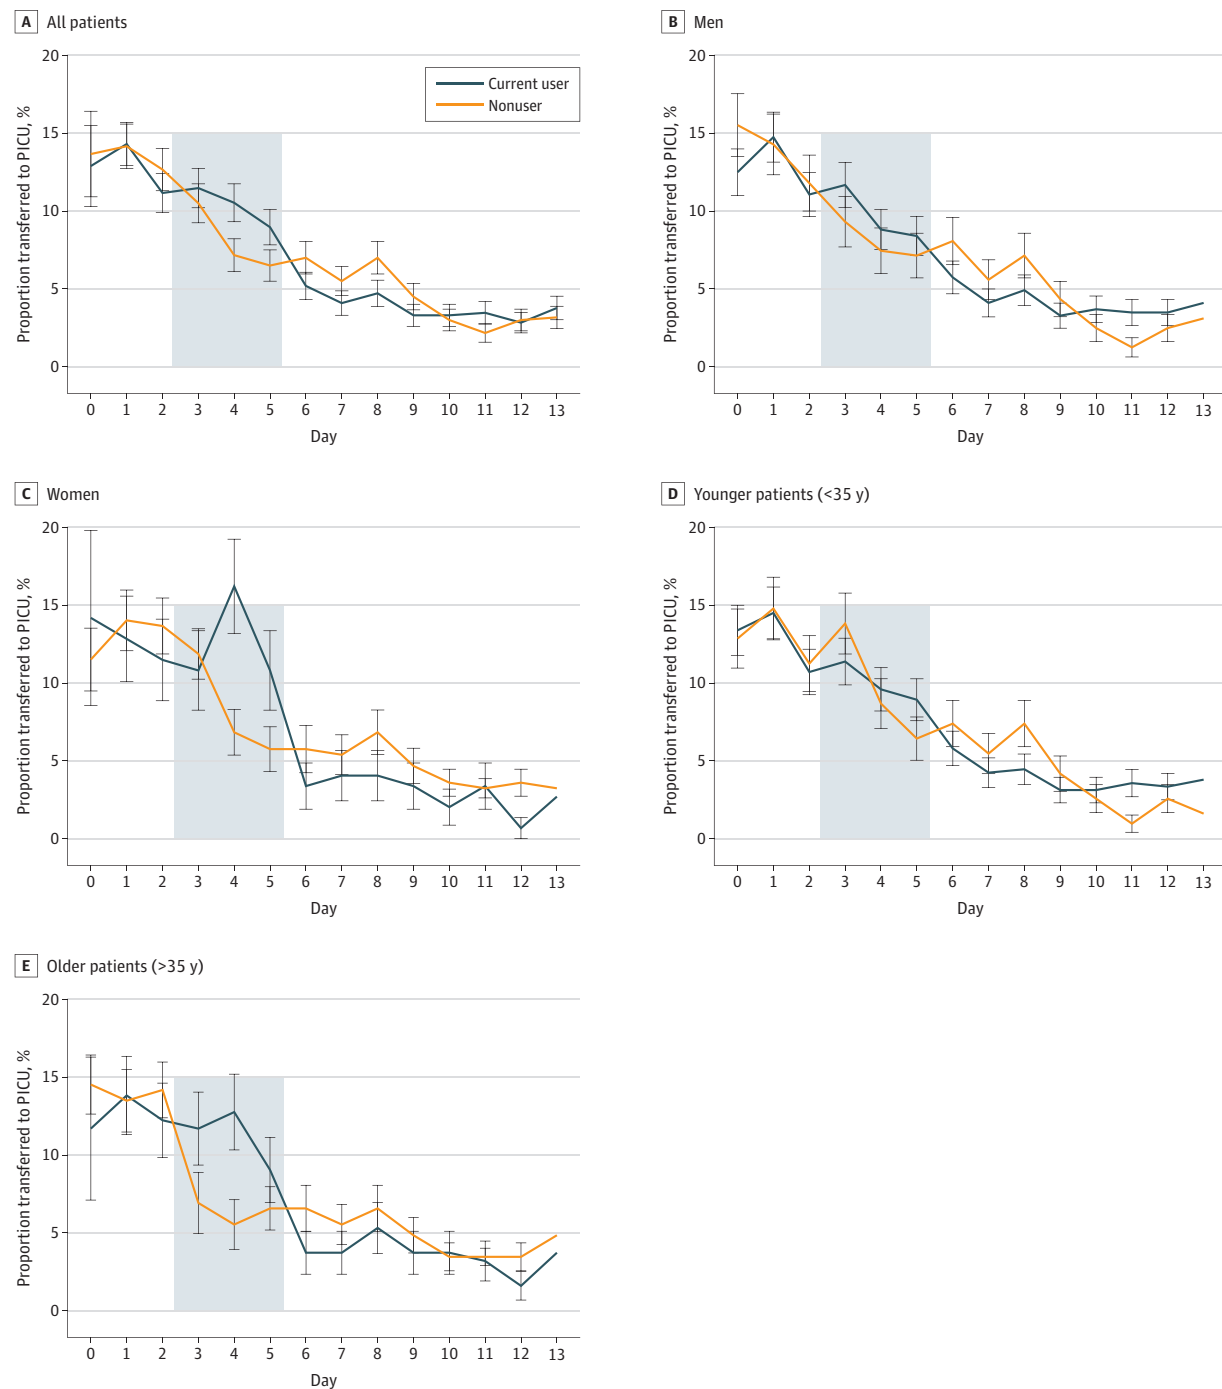 A All patients
Proportion transferred to PICU, %
20
15
10
5
0
Current user
Nonuser
0 1 2 3 4 5 6 7 8 9 10 11 12 13
Day
B Men
Proportion transferred to PICU, %
20
15
10
5
0
0 1 2 3 4 5 6 7 8 9 10 11 12 13
Day
C Women
Proportion transferred to PICU, %
20
15
10
5
0
0 1 2 3 4 5 6 7 8 9 10 11 12 13
Day
D Younger patients (<35 y)
Proportion transferred to PICU, %
20
15
10
5
0
0 1 2 3 4 5 6 7 8 9 10 11 12 13
Day
E Older patients (>35 y)
Proportion transferred to PICU, %
20
15
10
5
0
0 1 2 3 4 5 6 7 8 9 10 11 12 13
Day